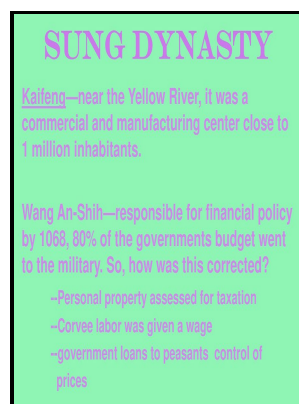 SUNG DYNASTY
Kaifeng—near the Yellow River, it was a
commercial and manufacturing center close to
1 million inhabitants.
Wang An-Shih—responsible for financial policy
by 1068, 80% of the governments budget went
to the military. So, how was this corrected?
--Personal property assessed for taxation
--Corvee labor was given a wage
--government loans to peasants control of
prices